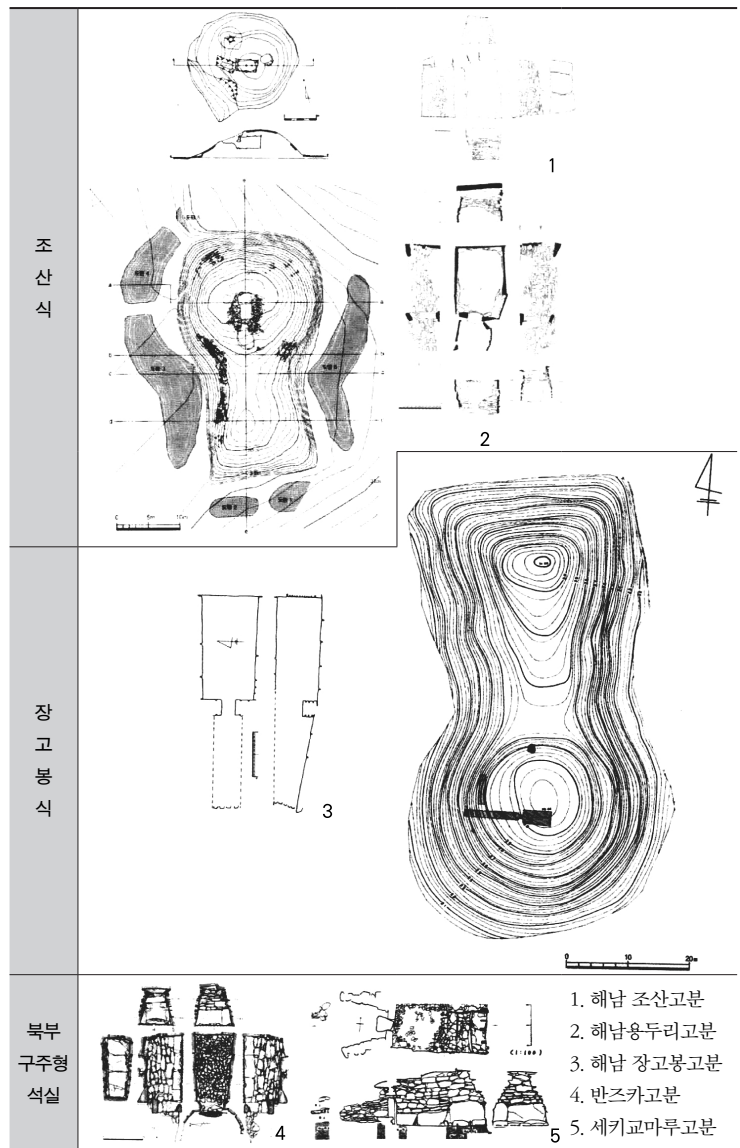 조
산
식
1
2
0 5m 10m
장
고
봉
식
3
0 10 20m
북부
구주형
석실
4
(1:100)
5
1. 해남 조산고분
2. 해남용두리고분
3. 해남 장고봉고분
4. 반즈카고분
5. 세키교마루고분